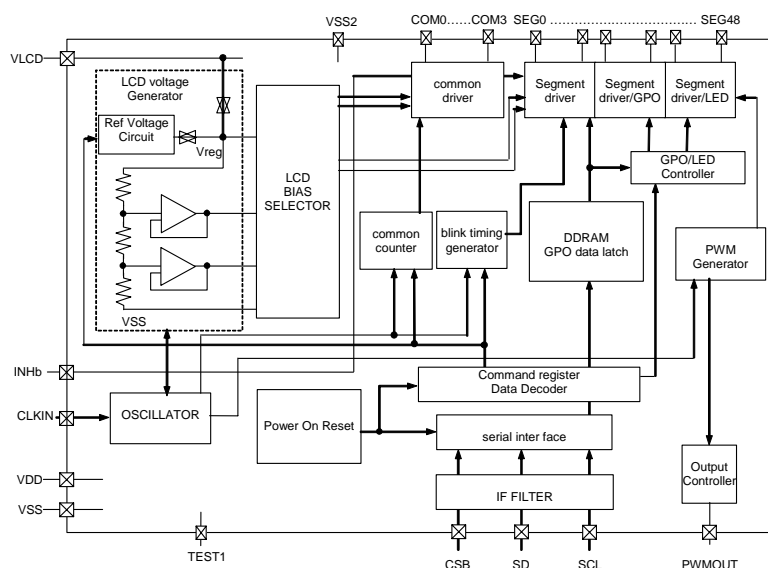 VSS2
COM0......COM3
SEG0 ................................ SEG48
VLCD
LCD voltage
Generator
Ref Voltage
Circuit
Vreg
VSS
LCD
BIAS
SELECTOR
common
driver
Segment
driver
Segment
driver/GPO
Segment
driver/LED
GPO/LED
Controller
common
counter
blink timing
generator
DDRAM
GPO data latch
PWM
Generator
INHb
CLKIN
OSCILLATOR
Power On Reset
Command register
Data Decoder
serial inter face
IF FILTER
Output
Controller
VDD
VSS
TEST1
CSB
SD
SCL
PWMOUT